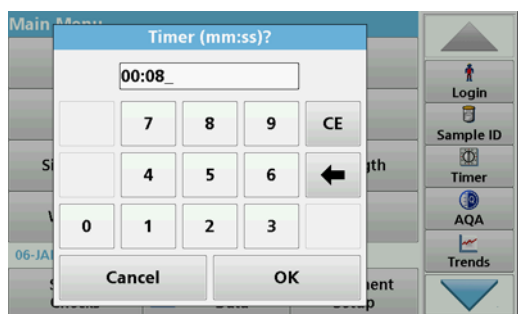 Main Menu
Timer (mm:ss)?
00:08_
7 8 9 CE
4 5 6
0 1 2 3
Cancel OK
06-JA
Login
Sample ID
Timer
AQA
Trends